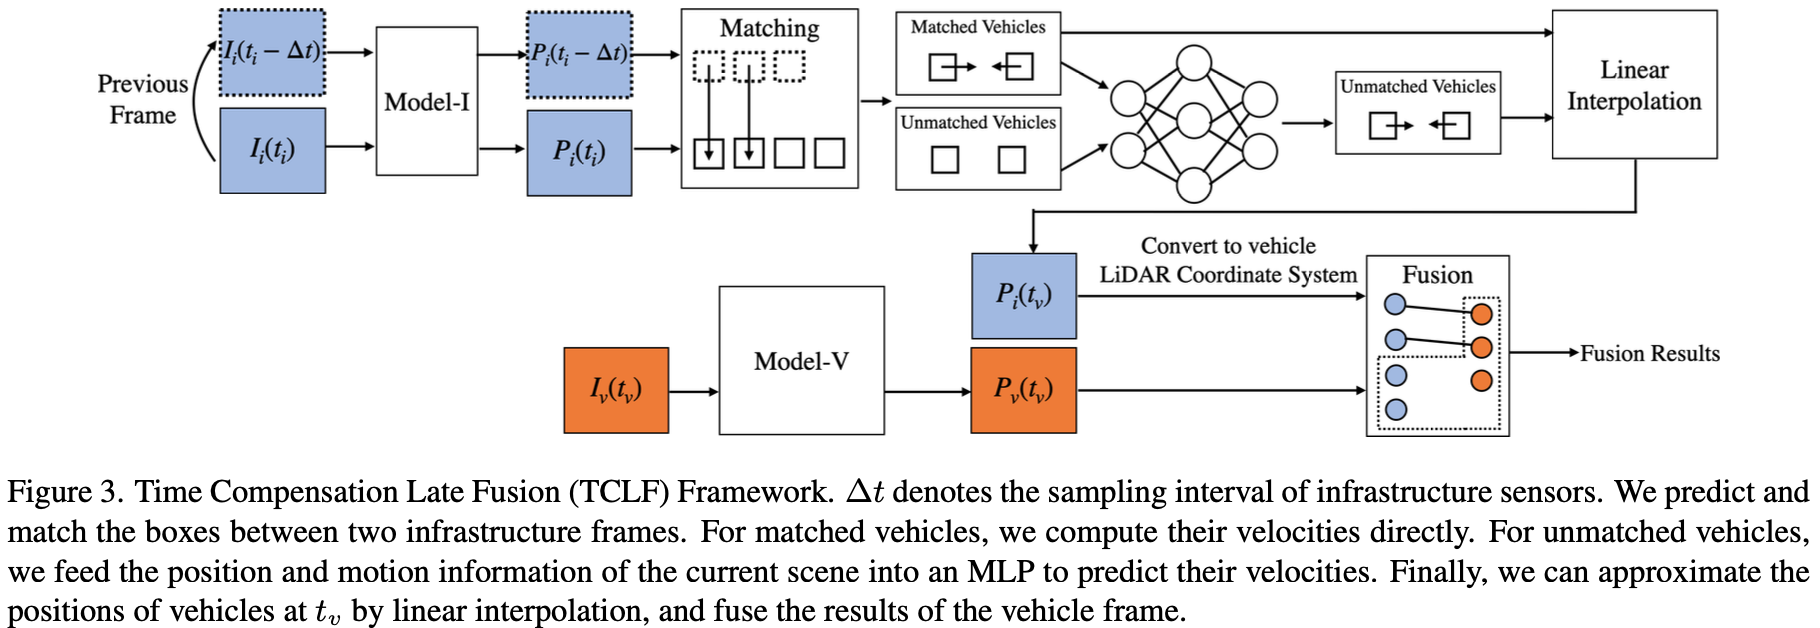 I_i(t_i − Δt)
P_i(t_i − Δt)
Matching
Matched Vehicles
Linear
Interpolation
Previous
Frame
Model-I
Unmatched Vehicles
Unmatched Vehicles
I_i(t_i)
P_i(t_i)
Convert to vehicle
LiDAR Coordinate System
Fusion
P_i(t_v)
Model-V
Fusion Results
I_v(t_v)
P_v(t_v)
Figure 3. Time Compensation Late Fusion (TCLF) Framework. Δt denotes the sampling interval of infrastructure sensors. We predict and
match the boxes between two infrastructure frames. For matched vehicles, we compute their velocities directly. For unmatched vehicles,
we feed the position and motion information of the current scene into an MLP to predict their velocities. Finally, we can approximate the
positions of vehicles at t_v by linear interpolation, and fuse the results of the vehicle frame.